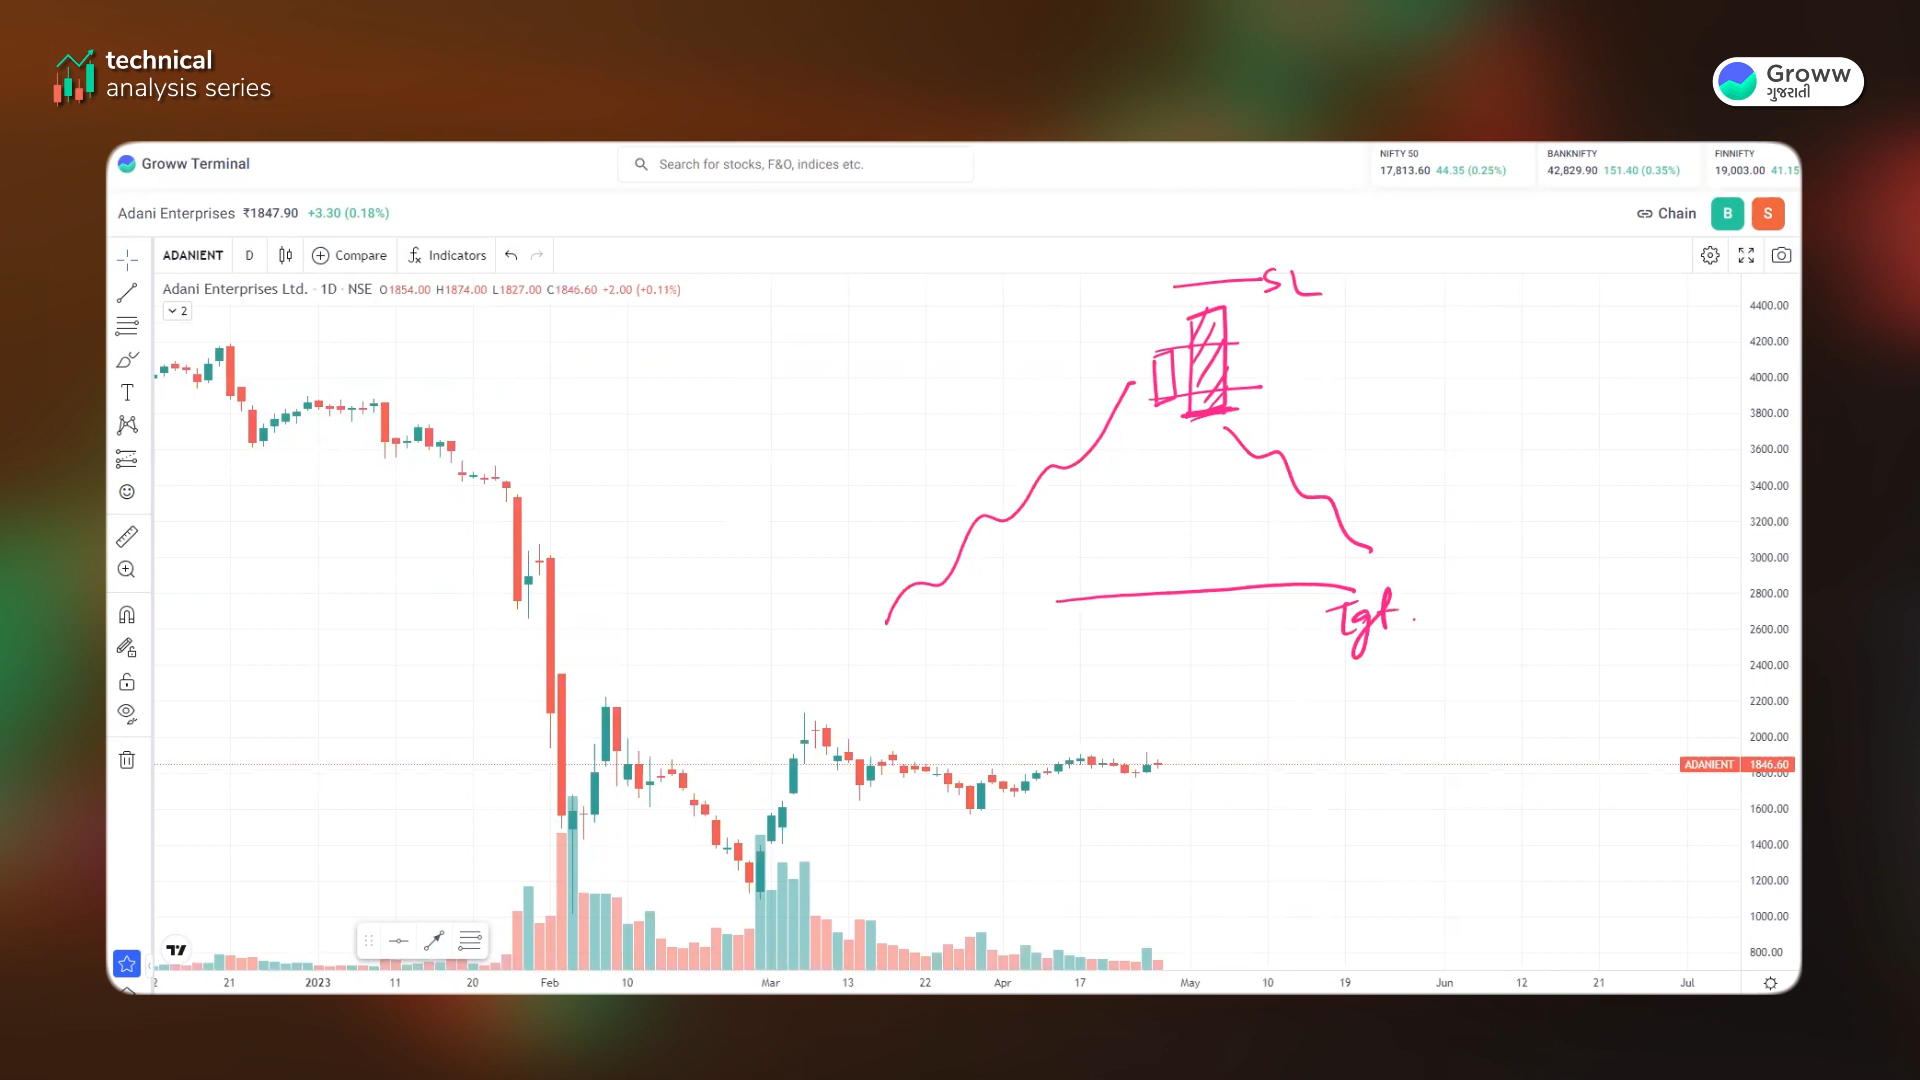 technical
analysis series
Groww
ગુજરાતી
Groww Terminal
Search for stocks, F&O, indices etc.
NIFTY 50
17,813.60 44.35 (0.25%)
BANKNIFTY
42,829.90 151.40 (0.35%)
FINNIFTY
19,003.00 41.15
Adani Enterprises ₹1847.90 +3.30 (0.18%)
Chain B S
ADANIENT D Compare Indicators
Adani Enterprises Ltd. · 1D · NSE O1854.00 H1874.00 L1827.00 C1846.60 +2.00 (+0.11%)
2
SL
Tgt.
4400.00
4200.00
4000.00
3800.00
3600.00
3400.00
3200.00
3000.00
2800.00
2600.00
2400.00
2200.00
2000.00
ADANIENT 1846.60
1800.00
1600.00
1400.00
1200.00
1000.00
800.00
21 2023 11 20 Feb 10 Mar 13 22 Apr 17 May 10 19 Jun 12 21 Jul